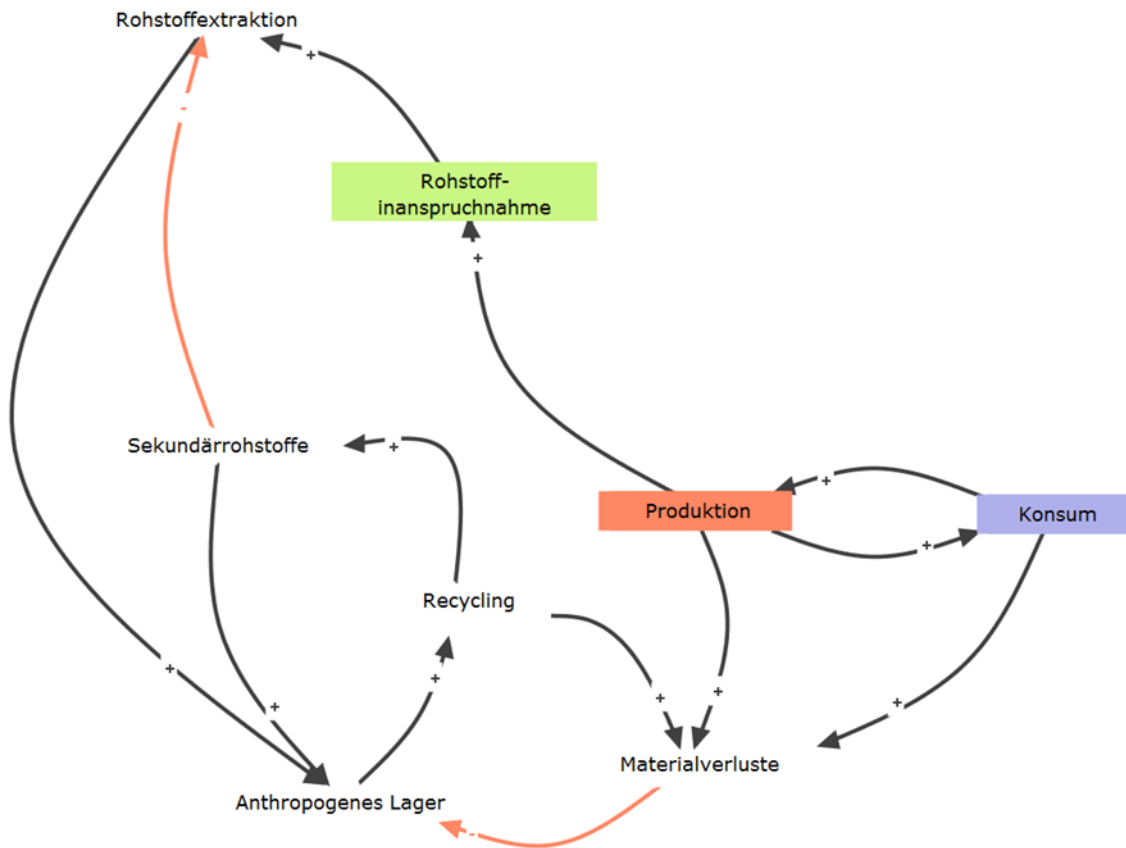 Rohstoffextraktion
+
-
Rohstoff-
inanspruchnahme
+
Sekundärrohstoffe
+
+
Produktion
Konsum
+
Recycling
+
+
+
+
+
+
Materialverluste
Anthropogenes Lager
-